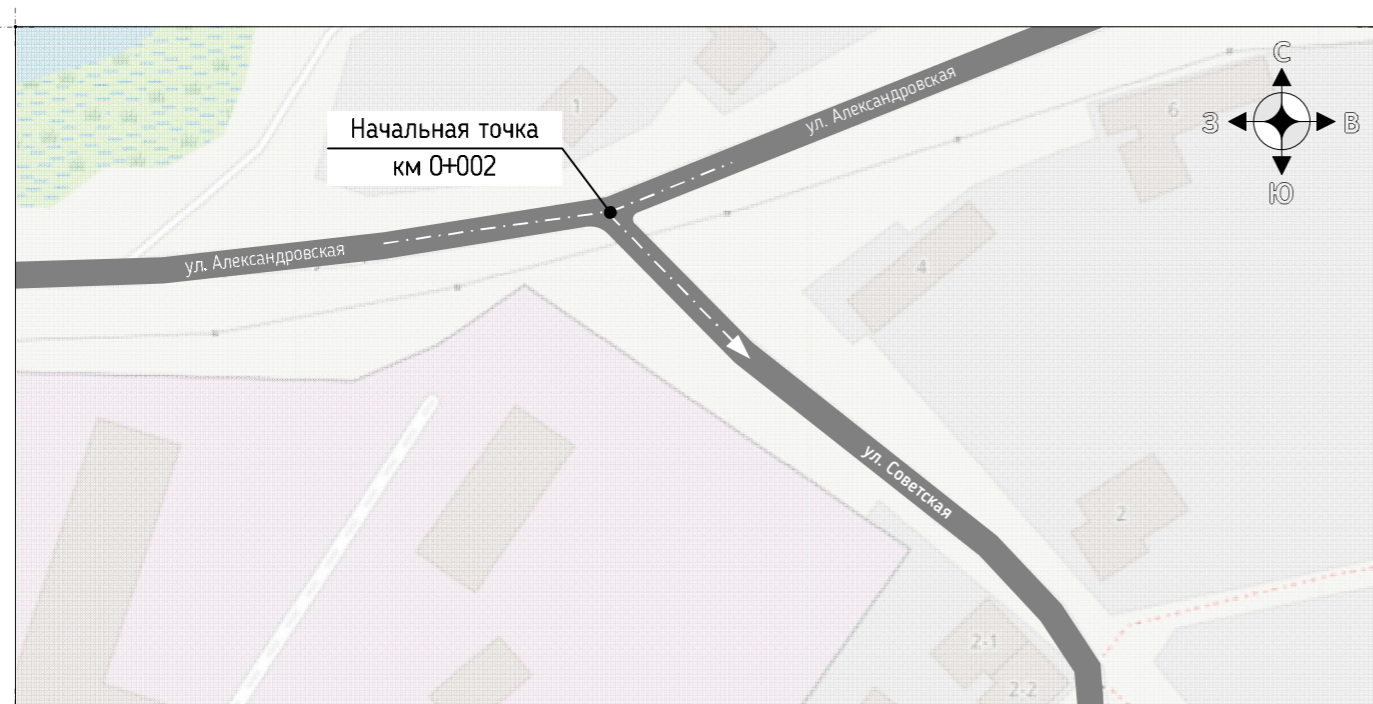 С
З
В
Ю
ул. Александровская
1
6
Начальная точка
км 0+002
ул. Александровская
4
ул. Советская
2
2-1
2-2